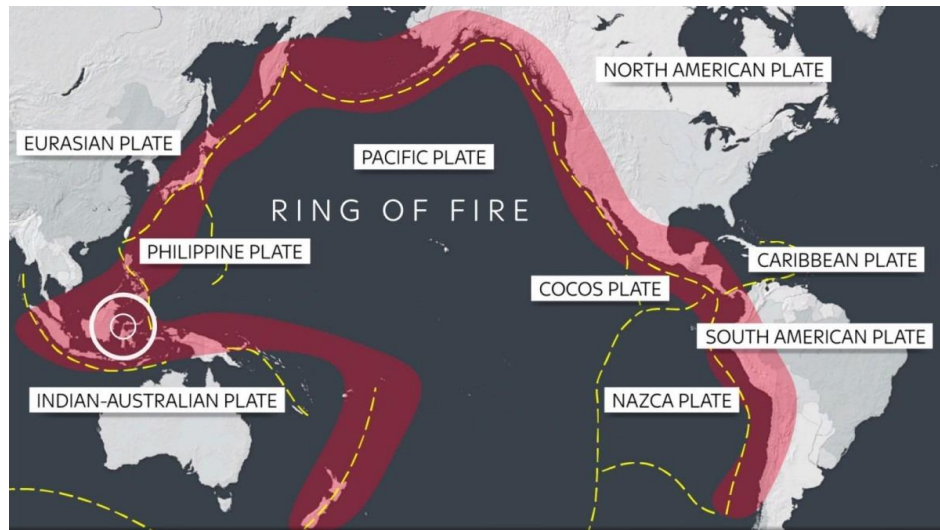 NORTH AMERICAN PLATE
EURASIAN PLATE
PACIFIC PLATE
RING OF FIRE
PHILIPPINE PLATE
CARIBBEAN PLATE
COCOS PLATE
SOUTH AMERICAN PLATE
INDIAN-AUSTRALIAN PLATE
NAZCA PLATE